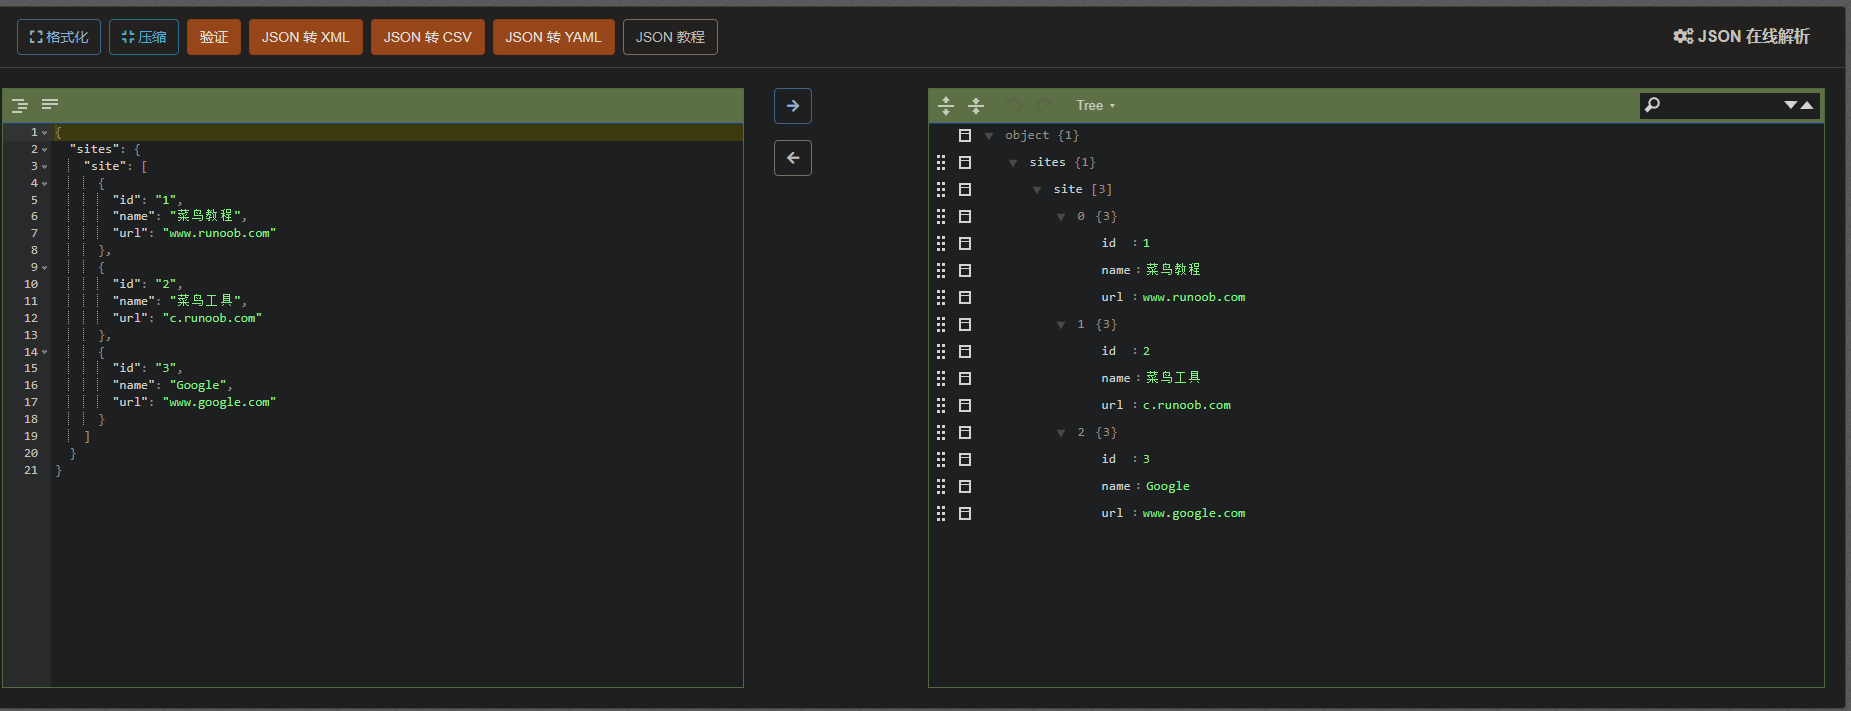 格式化 压缩 验证 JSON 转 XML JSON 转 CSV JSON 转 YAML JSON 教程 JSON 在线解析
1 {
2 "sites": {
3 "site": [
4 {
5 "id": "1",
6 "name": "菜鸟教程",
7 "url": "www.runoob.com"
8 },
9 {
10 "id": "2",
11 "name": "菜鸟工具",
12 "url": "c.runoob.com"
13 },
14 {
15 "id": "3",
16 "name": "Google",
17 "url": "www.google.com"
18 }
19 ]
20 }
21 }
Tree
object {1}
sites {1}
site [3]
0 {3}
id : 1
name : 菜鸟教程
url : www.runoob.com
1 {3}
id : 2
name : 菜鸟工具
url : c.runoob.com
2 {3}
id : 3
name : Google
url : www.google.com